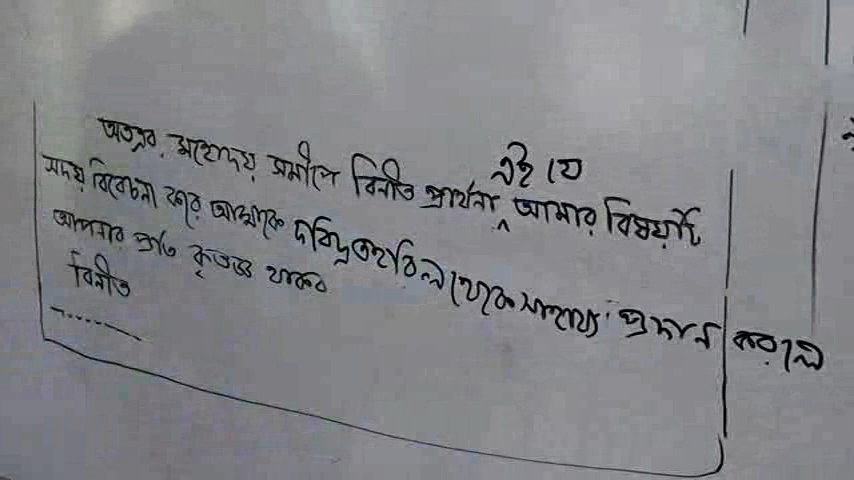 অতএব, মহোদয় সমীপে বিনীত প্রার্থনা এই যে আমার বিষয়টি
সদয় বিবেচনা করে আমাকে দরিদ্র তহবিল থেকে সাহায্য প্রদান করলে
আপনার প্রতি কৃতজ্ঞ থাকব
বিনীত